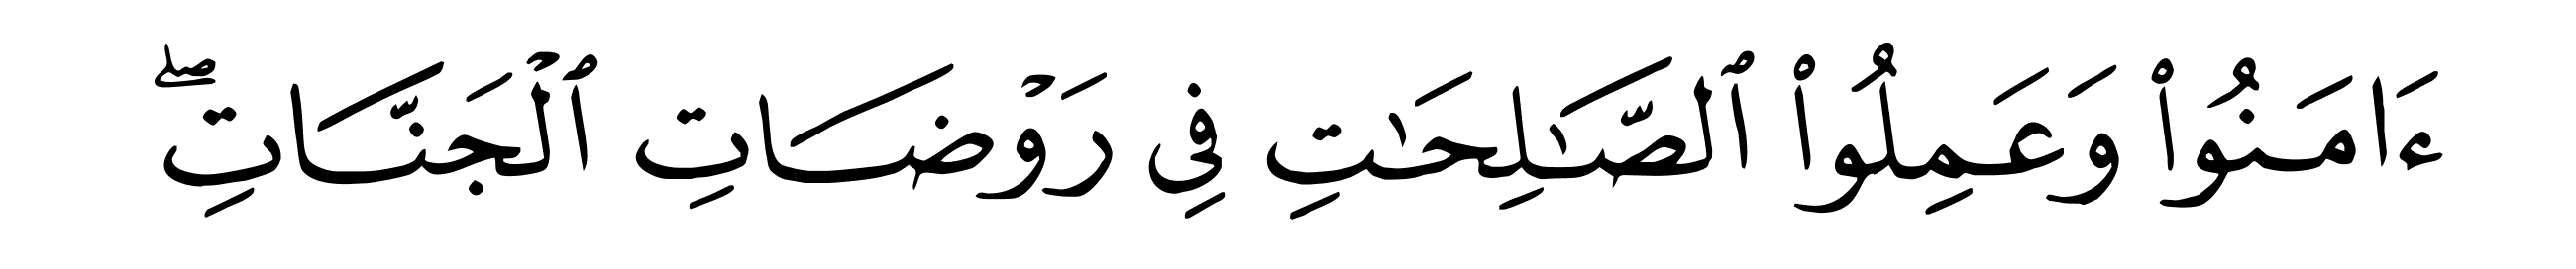 ءَامَنُوا۟ وَعَمِلُوا۟ ٱلصَّـٰلِحَـٰتِ فِي رَوۡضَاتِ ٱلۡجَنَّاتِۖ